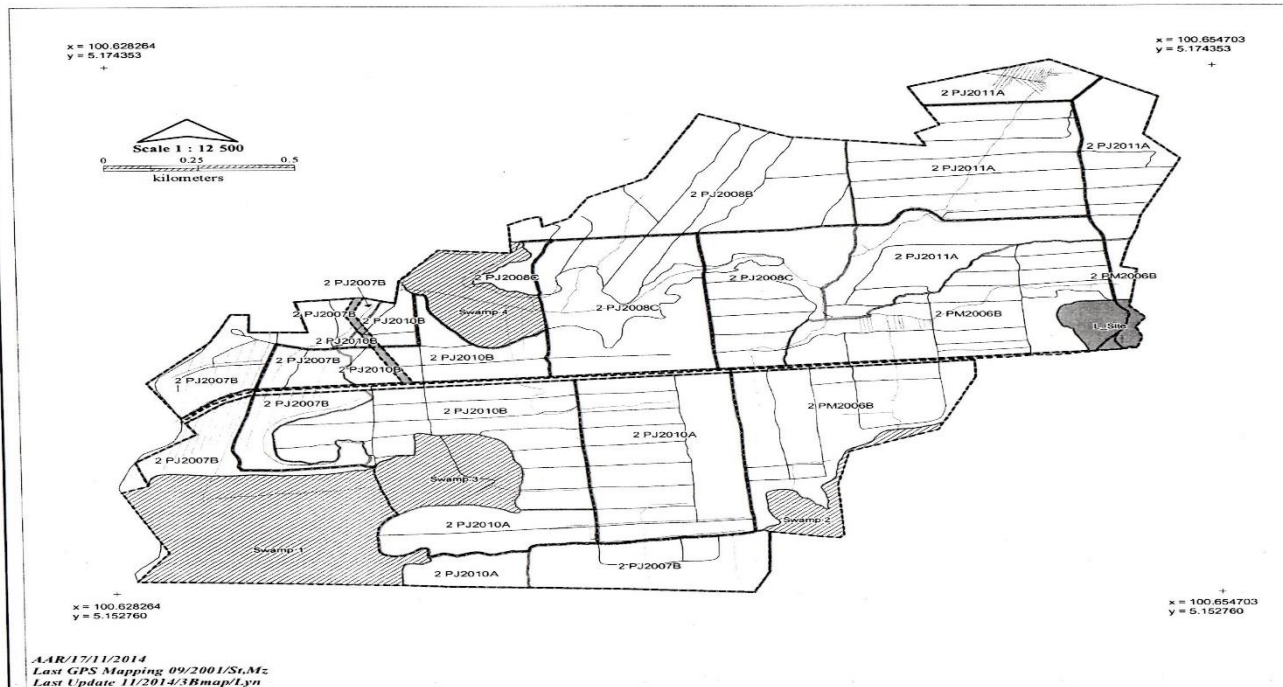 x = 100.628264
y = 5.174353
x = 100.654703
y = 5.174353
Scale 1 : 12 500
0 0.25 0.5
kilometers
2 PJ2011A
2 PJ2011A
2 PJ2011A
2 PJ2008B
2 PJ2011A
2 PJ2008C
2 PJ2008C
2 PJ2008C
2 PM2006B
2 PJ2007B
Swamp 4
2 PJ2007B
2 PJ2010B
2 PM2006B
L_Site
2 PJ2010B
2 PJ2007B
2 PJ2010B
2 PJ2010B
2 PJ2007B
2 PJ2007B
2 PJ2010B
2 PM2006B
2 PJ2010A
2 PJ2007B
Swamp 3
Swamp 2
2 PJ2010A
Swamp 1
2 PJ2007B
2 PJ2010A
x = 100.628264
y = 5.152760
x = 100.654703
y = 5.152760
AAR/17/11/2014
Last GPS Mapping 09/2001/St,Mz
Last Update 11/2014/3Bmap/Lyn